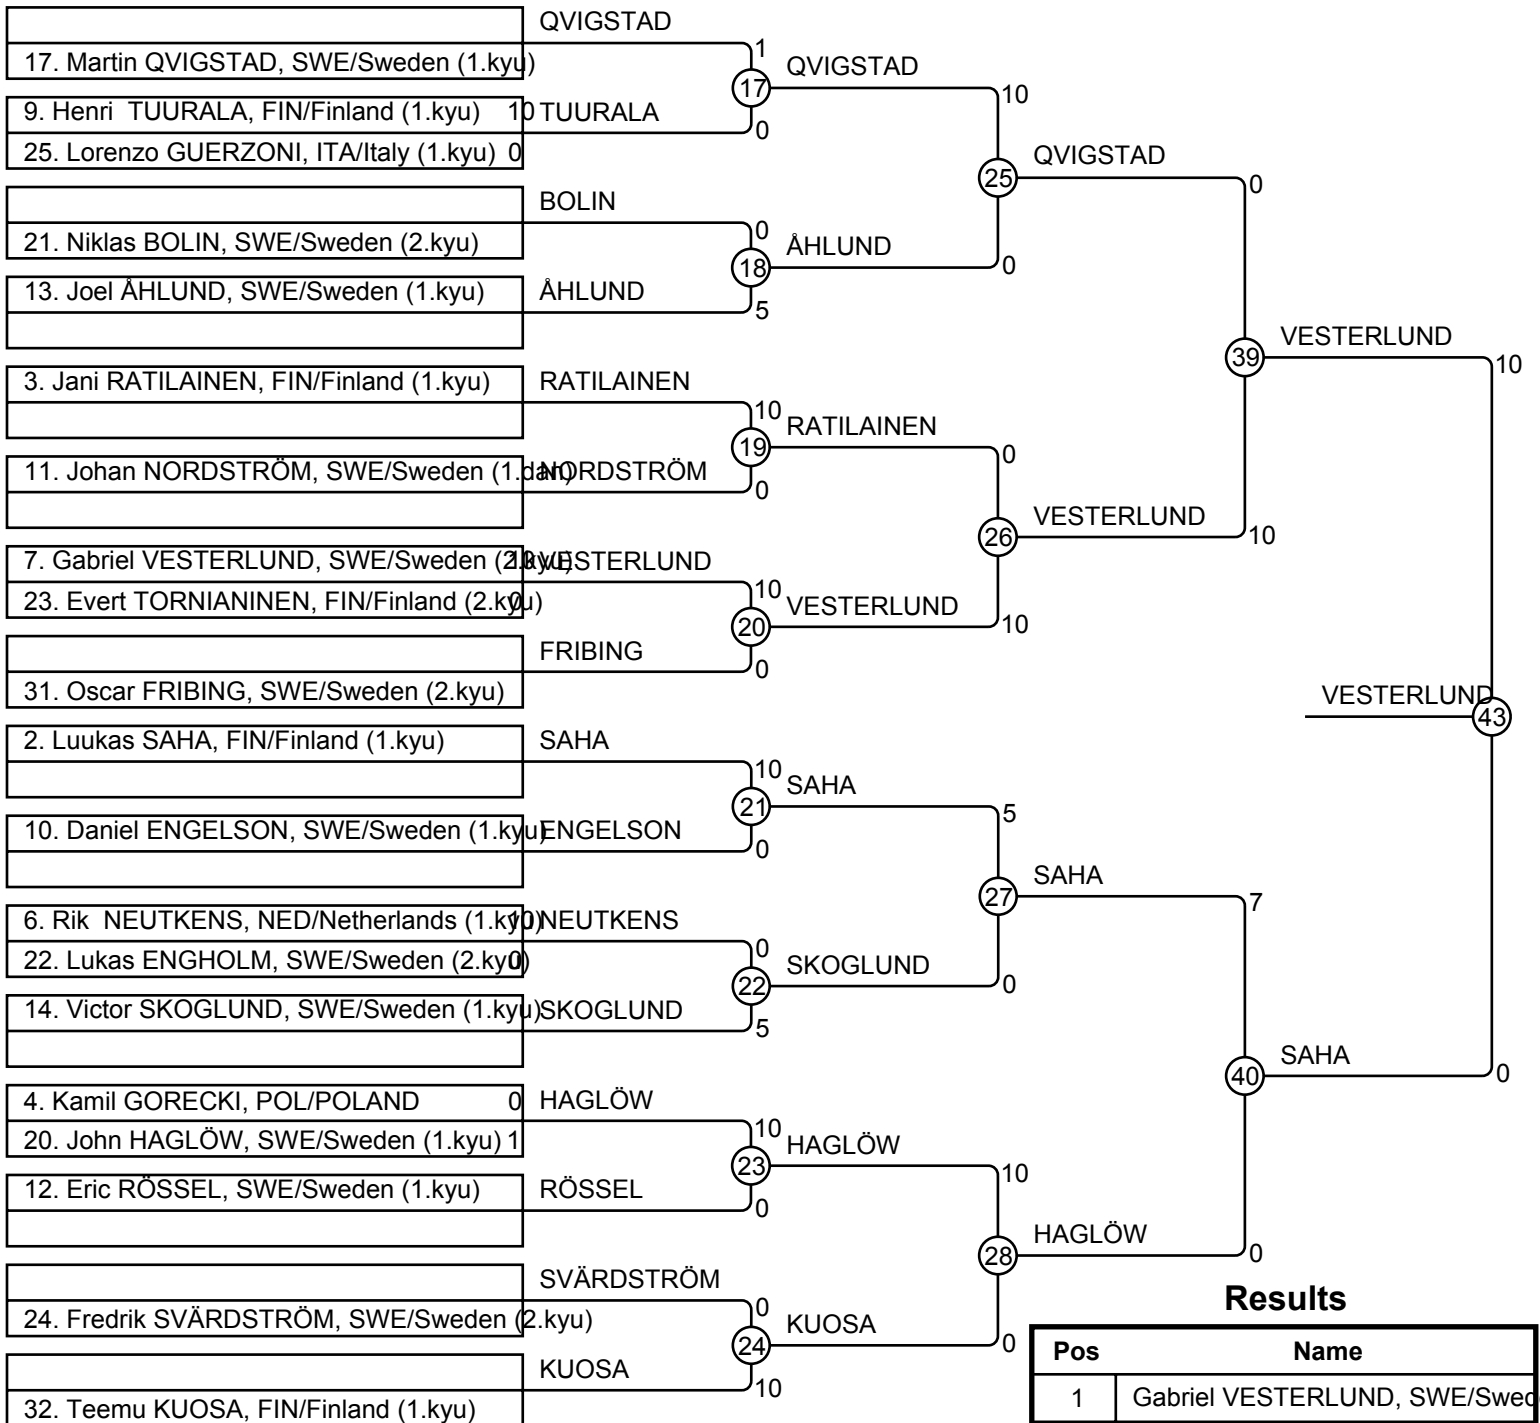 QVIGSTAD
17. Martin QVIGSTAD, SWE/Sweden (1.kyu)
1
17
QVIGSTAD
9. Henri  TUURALA, FIN/Finland (1.kyu) 10
TUURALA
0
25. Lorenzo GUERZONI, ITA/Italy (1.kyu) 0
10
25
QVIGSTAD
0
BOLIN
21. Niklas BOLIN, SWE/Sweden (2.kyu)
0
18
ÅHLUND
0
13. Joel ÅHLUND, SWE/Sweden (1.kyu)
ÅHLUND
5
39
VESTERLUND
10
3. Jani RATILAINEN, FIN/Finland (1.kyu)
RATILAINEN
10
19
RATILAINEN
0
11. Johan NORDSTRÖM, SWE/Sweden (1.dan)
NORDSTRÖM
0
26
VESTERLUND
10
7. Gabriel VESTERLUND, SWE/Sweden (2.kyu) 10
VESTERLUND
10
23. Evert TORNIANINEN, FIN/Finland (2.kyu) 0
20
VESTERLUND
10
FRIBING
0
31. Oscar FRIBING, SWE/Sweden (2.kyu)
VESTERLUND
43
2. Luukas SAHA, FIN/Finland (1.kyu)
SAHA
10
21
SAHA
5
10. Daniel ENGELSON, SWE/Sweden (1.kyu)
ENGELSON
0
27
SAHA
7
6. Rik  NEUTKENS, NED/Netherlands (1.kyu) 10
NEUTKENS
0
22. Lukas ENGHOLM, SWE/Sweden (2.kyu) 0
22
SKOGLUND
0
14. Victor SKOGLUND, SWE/Sweden (1.kyu)
SKOGLUND
5
40
SAHA
0
4. Kamil GORECKI, POL/POLAND 0
HAGLÖW
10
20. John HAGLÖW, SWE/Sweden (1.kyu) 1
23
HAGLÖW
10
12. Eric RÖSSEL, SWE/Sweden (1.kyu)
RÖSSEL
0
28
HAGLÖW
0
SVÄRDSTRÖM
24. Fredrik SVÄRDSTRÖM, SWE/Sweden (2.kyu)
0
24
KUOSA
0
KUOSA
10
32. Teemu KUOSA, FIN/Finland (1.kyu)
Results
Pos Name
1 Gabriel VESTERLUND, SWE/Swed